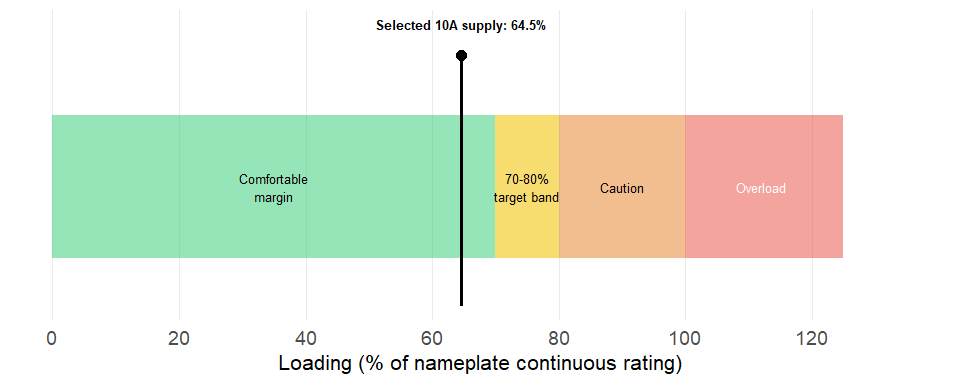 Selected 10A supply: 64.5%
Comfortable
margin
70-80%
target band
Caution
Overload
0 20 40 60 80 100 120
Loading (% of nameplate continuous rating)